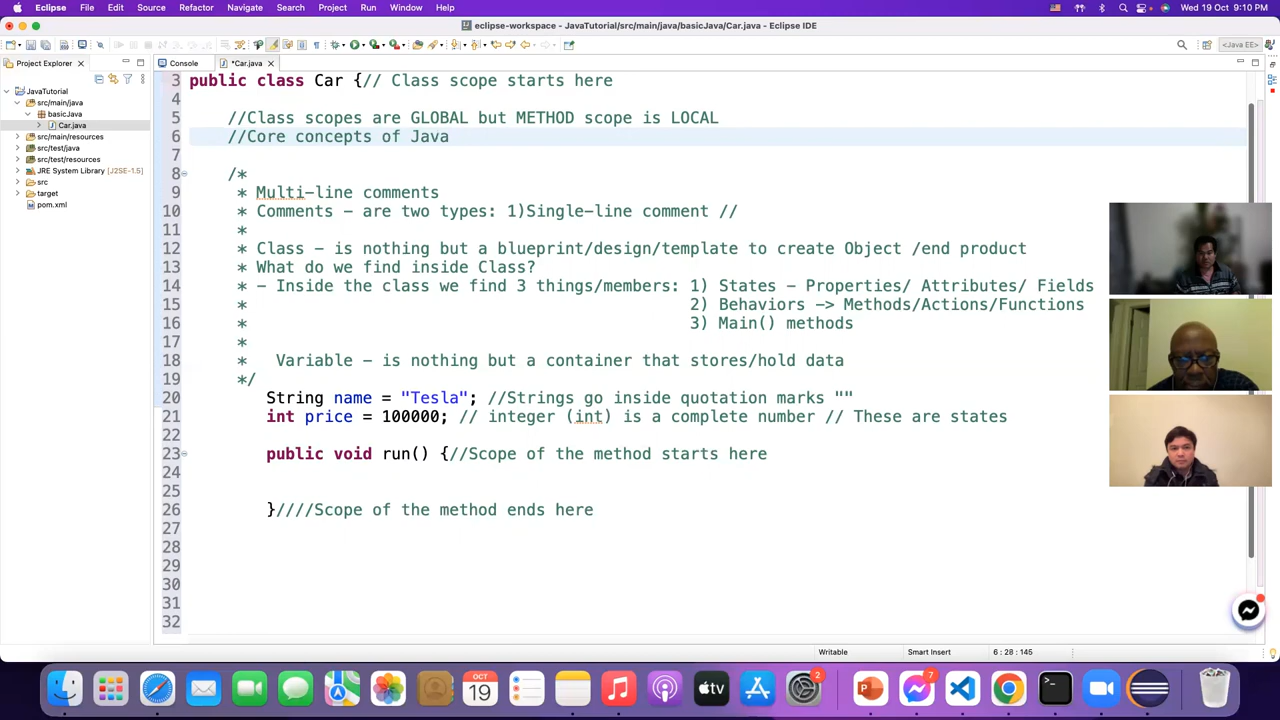 Eclipse File Edit Source Refactor Navigate Search Project Run Window Help Wed 19 Oct 9:10 PM
eclipse-workspace - JavaTutorial/src/main/java/basicJava/Car.java - Eclipse IDE
<Java EE>
Project Explorer
Console
*Car.java
JavaTutorial
src/main/java
basicJava
Car.java
src/main/resources
src/test/java
src/test/resources
JRE System Library [J2SE-1.5]
src
target
pom.xml
3 public class Car {// Class scope starts here
4
5 //Class scopes are GLOBAL but METHOD scope is LOCAL
6 //Core concepts of Java
7
8 /*
9 * Multi-line comments
10 * Comments - are two types: 1)Single-line comment //
11 *
12 * Class - is nothing but a blueprint/design/template to create Object /end product
13 * What do we find inside Class?
14 * - Inside the class we find 3 things/members: 1) States - Properties/ Attributes/ Fields
15 * 2) Behaviors -> Methods/Actions/Functions
16 * 3) Main() methods
17 *
18 * Variable - is nothing but a container that stores/hold data
19 */
20 String name = "Tesla"; //Strings go inside quotation marks ""
21 int price = 100000; // integer (int) is a complete number // These are states
22
23 public void run() {//Scope of the method starts here
24
25
26 }////Scope of the method ends here
27
28
29
30
31
32
Writable Smart Insert 6 : 28 : 145
OCT
19
tv
2
7